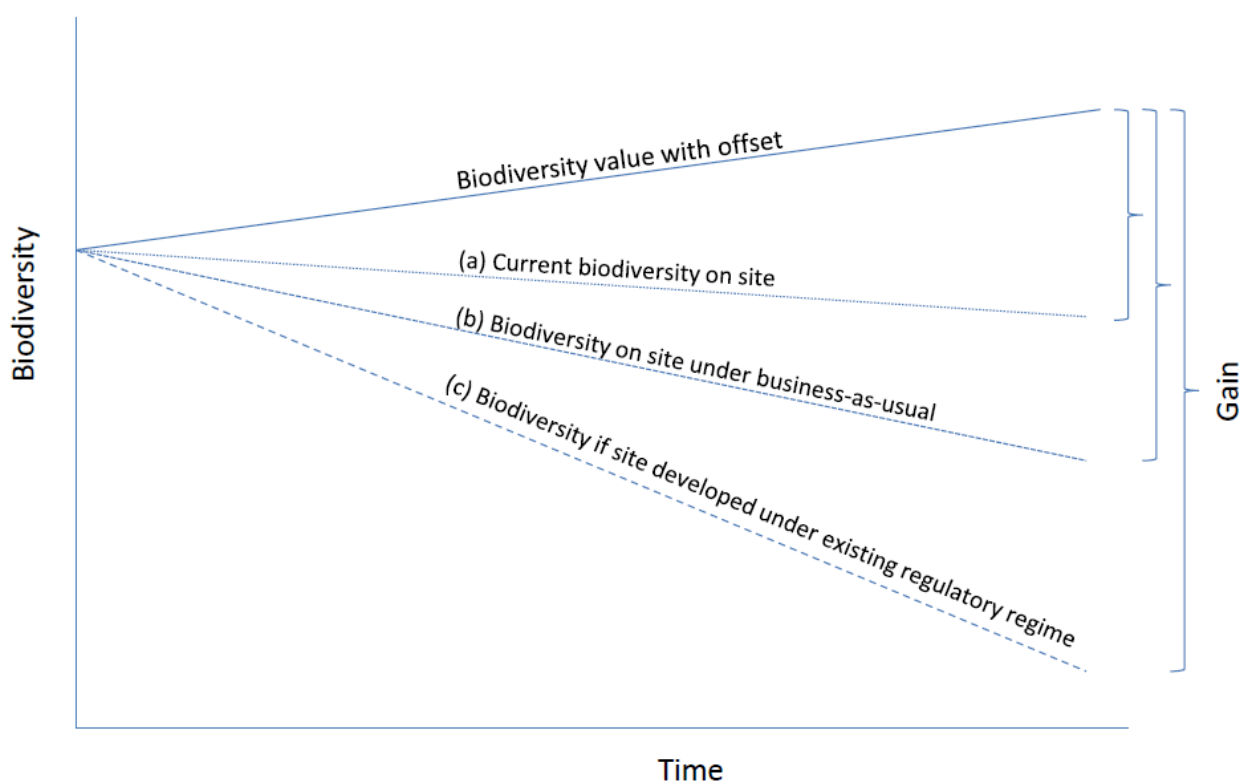 Biodiversity value with offset
(a) Current biodiversity on site
(b) Biodiversity on site under business-as-usual
(c) Biodiversity if site developed under existing regulatory regime
Biodiversity
Gain
Time